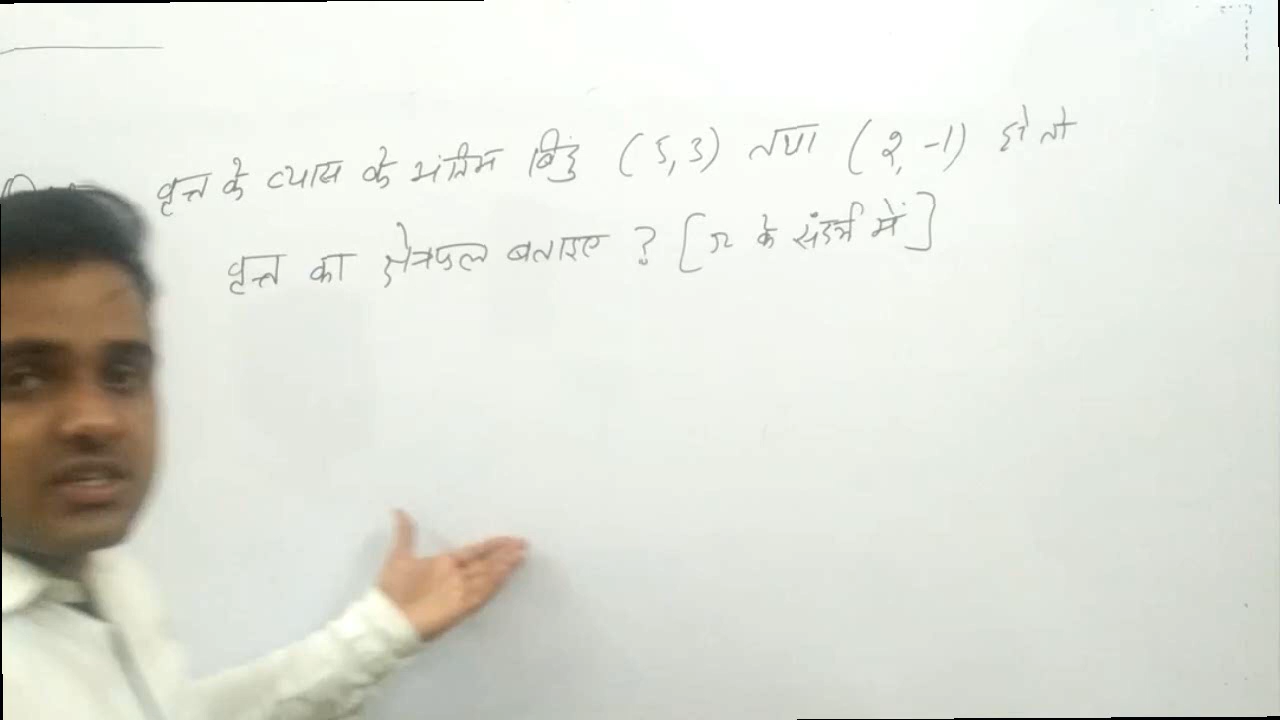 वृत्त के व्यास के अंतिम बिंदु (5,3) तथा (2,-1) हो तो
वृत्त का क्षेत्रफल बताइए ? [π के संदर्भ में]